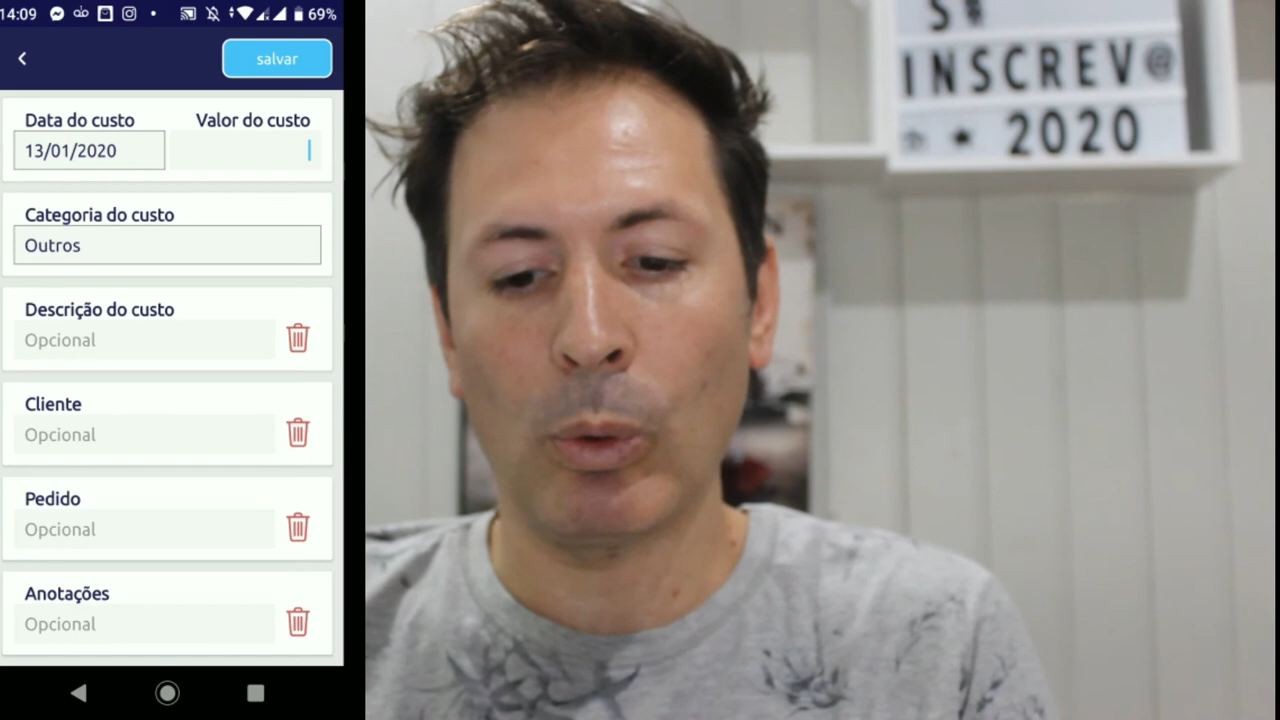 14:09
69%
salvar
Data do custo
Valor do custo
13/01/2020
Categoria do custo
Outros
Descrição do custo
Opcional
Cliente
Opcional
Pedido
Opcional
Anotações
Opcional
INSCREV@
2020